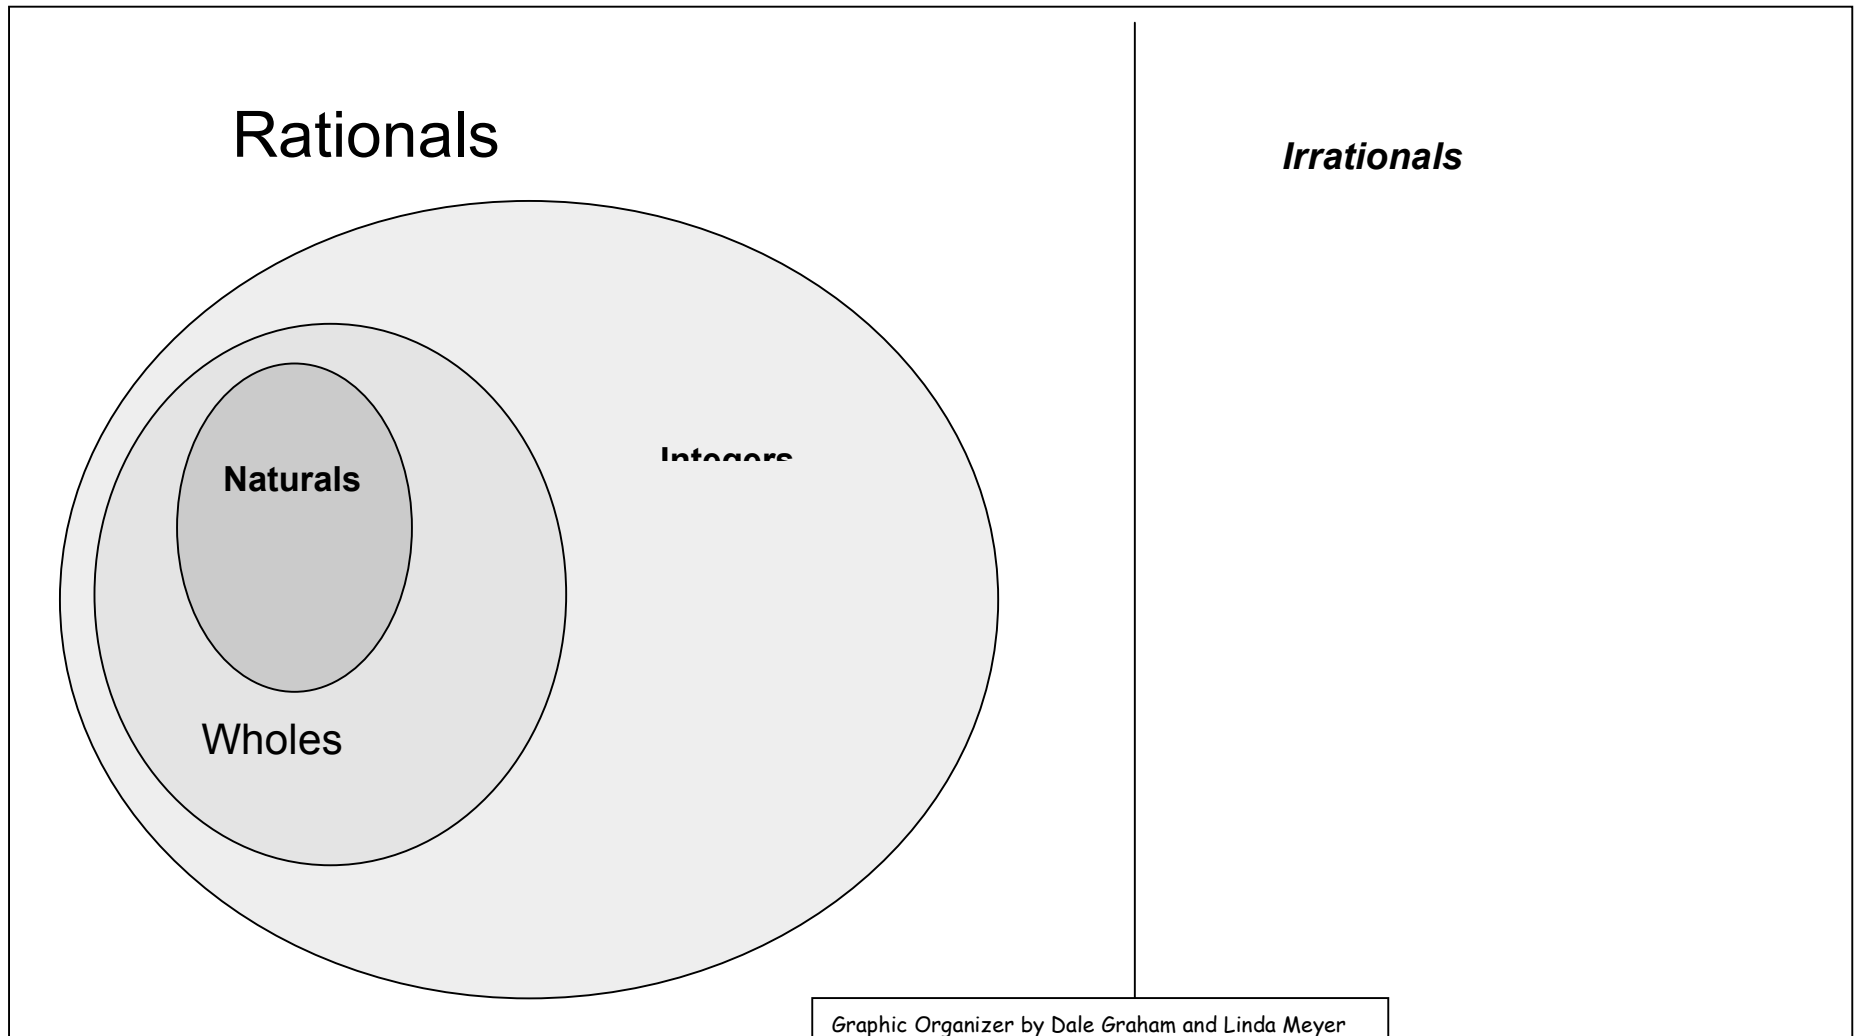 Rationals
Irrationals
Integers
Naturals
Wholes
Graphic Organizer by Dale Graham and Linda Meyer